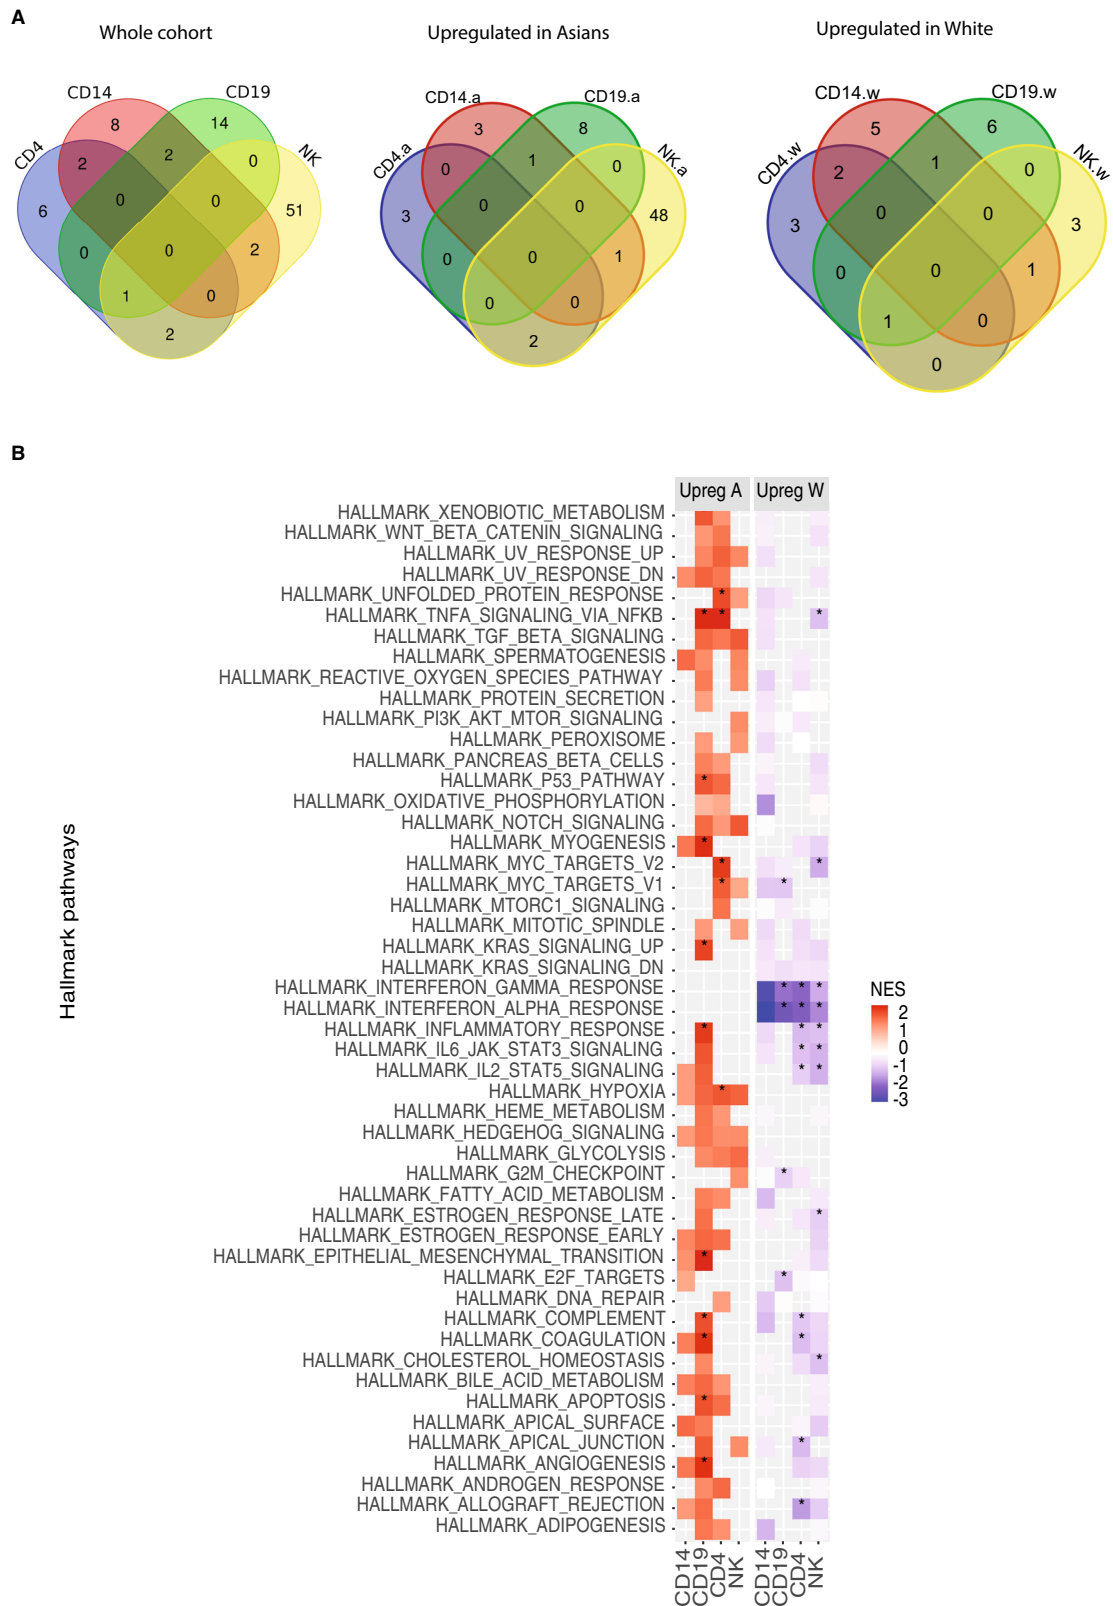 A
Whole cohort
Upregulated in Asians
Upregulated in White
CD14
CD19
CD4
NK
8
14
2
2
0
6
0
0
51
0
0
2
1
0
2
CD14.a
CD19.a
CD4.a
NK.a
3
8
0
1
0
3
0
0
48
0
0
1
0
0
2
CD14.w
CD19.w
CD4.w
NK.w
5
6
2
1
0
3
0
0
3
0
0
1
1
0
0
B
Upreg A
Upreg W
HALLMARK_XENOBIOTIC_METABOLISM
HALLMARK_WNT_BETA_CATENIN_SIGNALING
HALLMARK_UV_RESPONSE_UP
HALLMARK_UV_RESPONSE_DN
HALLMARK_UNFOLDED_PROTEIN_RESPONSE *
HALLMARK_TNFA_SIGNALING_VIA_NFKB * * *
HALLMARK_TGF_BETA_SIGNALING
HALLMARK_SPERMATOGENESIS
HALLMARK_REACTIVE_OXYGEN_SPECIES_PATHWAY
HALLMARK_PROTEIN_SECRETION
HALLMARK_PI3K_AKT_MTOR_SIGNALING
HALLMARK_PEROXISOME
HALLMARK_PANCREAS_BETA_CELLS
HALLMARK_P53_PATHWAY *
HALLMARK_OXIDATIVE_PHOSPHORYLATION
HALLMARK_NOTCH_SIGNALING
HALLMARK_MYOGENESIS *
HALLMARK_MYC_TARGETS_V2 * *
HALLMARK_MYC_TARGETS_V1 * *
HALLMARK_MTORC1_SIGNALING
HALLMARK_MITOTIC_SPINDLE
HALLMARK_KRAS_SIGNALING_UP *
HALLMARK_KRAS_SIGNALING_DN
HALLMARK_INTERFERON_GAMMA_RESPONSE * * *
HALLMARK_INTERFERON_ALPHA_RESPONSE * * *
HALLMARK_INFLAMMATORY_RESPONSE * * *
HALLMARK_IL6_JAK_STAT3_SIGNALING * *
HALLMARK_IL2_STAT5_SIGNALING * *
HALLMARK_HYPOXIA *
HALLMARK_HEME_METABOLISM
HALLMARK_HEDGEHOG_SIGNALING
HALLMARK_GLYCOLYSIS
HALLMARK_G2M_CHECKPOINT *
HALLMARK_FATTY_ACID_METABOLISM
HALLMARK_ESTROGEN_RESPONSE_LATE *
HALLMARK_ESTROGEN_RESPONSE_EARLY
HALLMARK_EPITHELIAL_MESENCHYMAL_TRANSITION *
HALLMARK_E2F_TARGETS *
HALLMARK_DNA_REPAIR
HALLMARK_COMPLEMENT * *
HALLMARK_COAGULATION * *
HALLMARK_CHOLESTEROL_HOMEOSTASIS *
HALLMARK_BILE_ACID_METABOLISM
HALLMARK_APOPTOSIS *
HALLMARK_APICAL_SURFACE
HALLMARK_APICAL_JUNCTION *
HALLMARK_ANGIOGENESIS *
HALLMARK_ANDROGEN_RESPONSE
HALLMARK_ALLOGRAFT_REJECTION *
HALLMARK_ADIPOGENESIS
Hallmark pathways
CD14
CD19
CD4
NK
CD14
CD19
CD4
NK
NES
2
1
0
-1
-2
-3